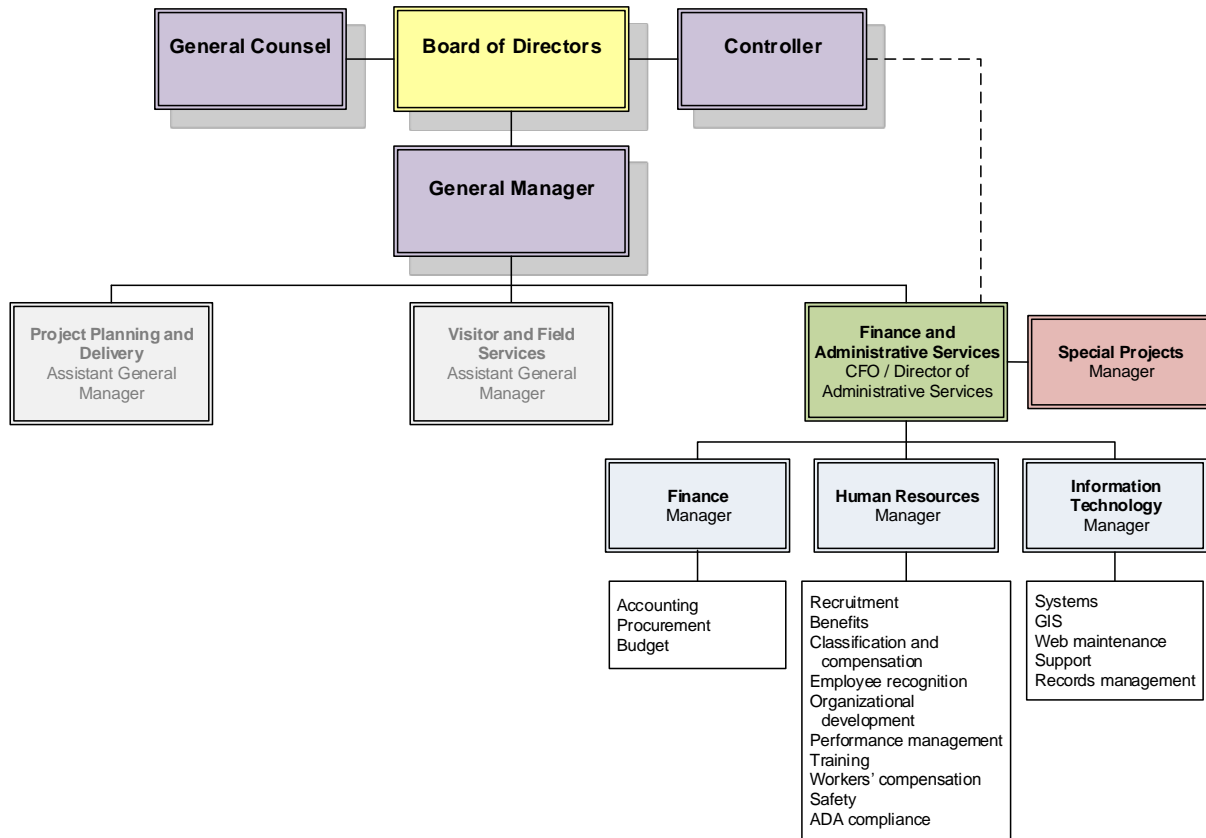 General Counsel
Board of Directors
Controller
General Manager
Project Planning and
Delivery
Assistant General
Manager
Visitor and Field
Services
Assistant General
Manager
Finance and
Administrative Services
CFO / Director of
Administrative Services
Special Projects
Manager
Finance
Manager
Human Resources
Manager
Information
Technology
Manager
Accounting
Procurement
Budget
Recruitment
Benefits
Classification and
compensation
Employee recognition
Organizational
development
Performance management
Training
Workers’ compensation
Safety
ADA compliance
Systems
GIS
Web maintenance
Support
Records management